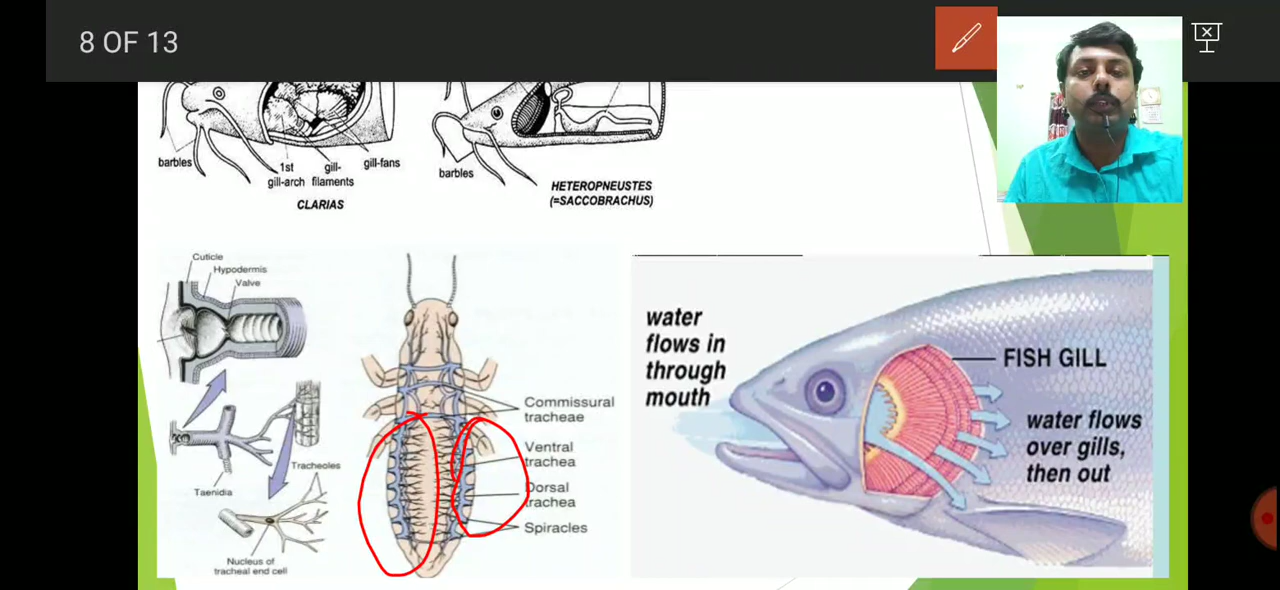 8 OF 13
barbles
1st
gill-arch
gill-
filaments
gill-fans
CLARIAS
barbles
HETEROPNEUSTES
(=SACCOBRACHUS)
Cuticle
Hypodermis
Valve
Taenidia
Tracheoles
Nucleus of
tracheal end cell
Commissural
tracheae
Ventral
trachea
Dorsal
trachea
Spiracles
water
flows in
through
mouth
FISH GILL
water flows
over gills,
then out